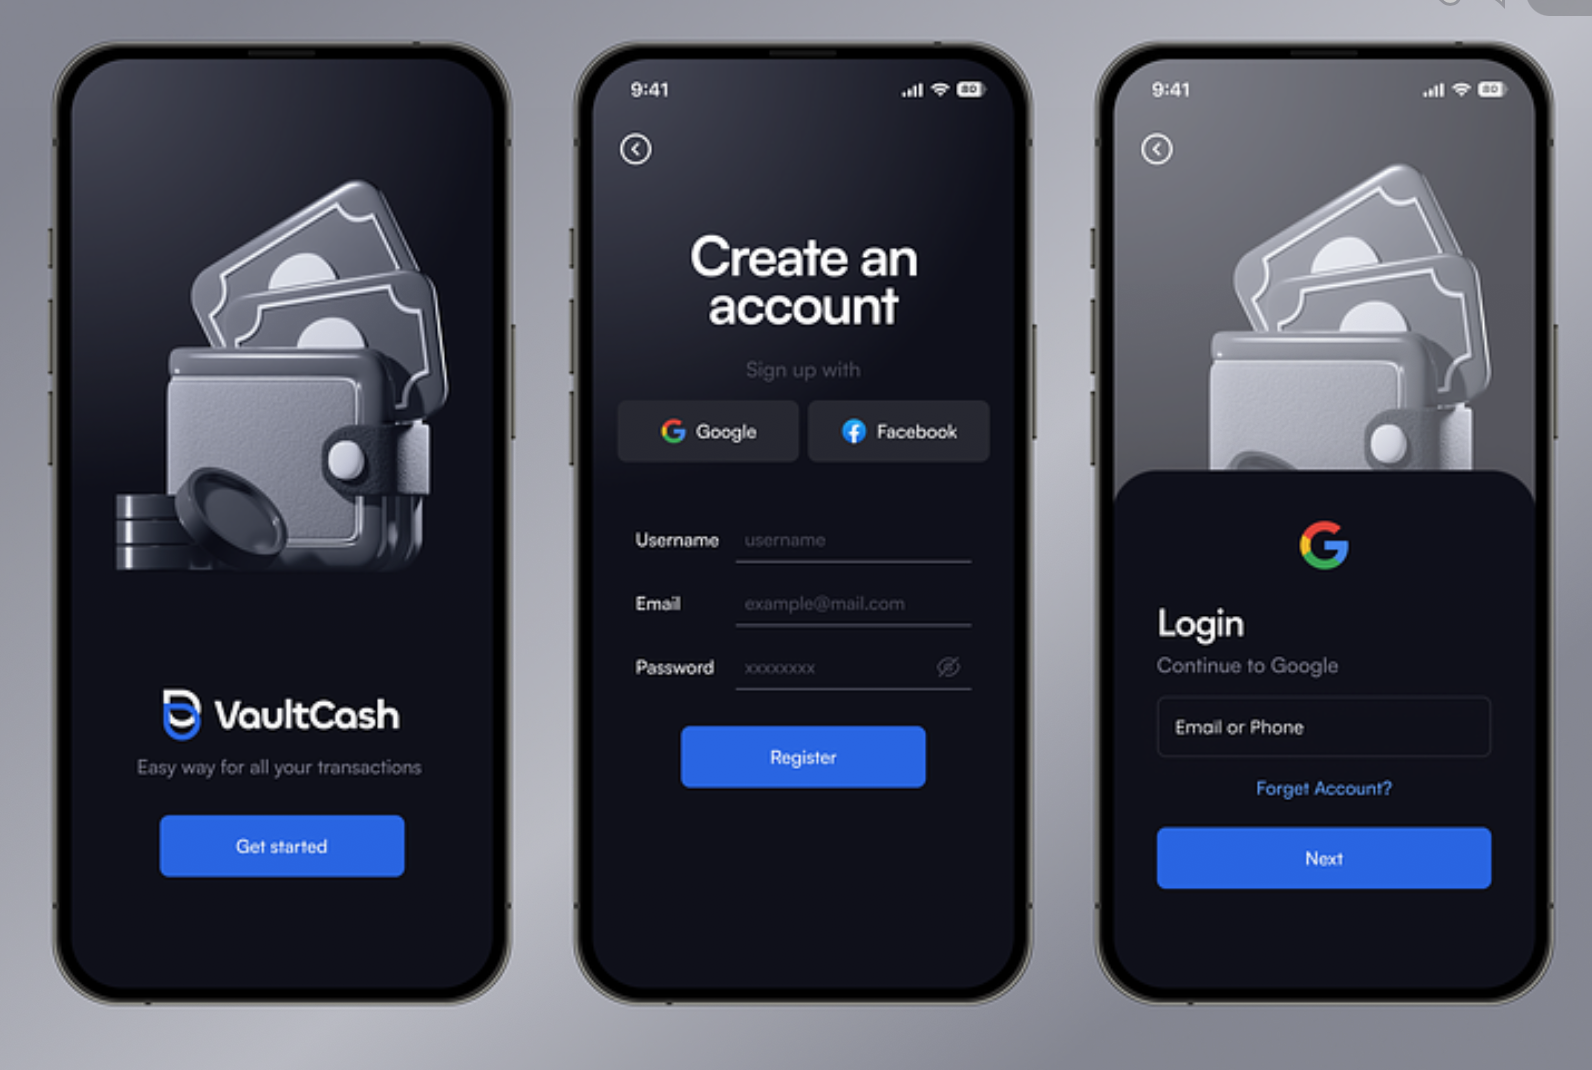 VaultCash
Easy way for all your transactions
Get started
9:41
80
Create an
account
Sign up with
Google
Facebook
Username
username
Email
example@mail.com
Password
xxxxxxxx
Register
9:41
80
Login
Continue to Google
Email or Phone
Forget Account?
Next